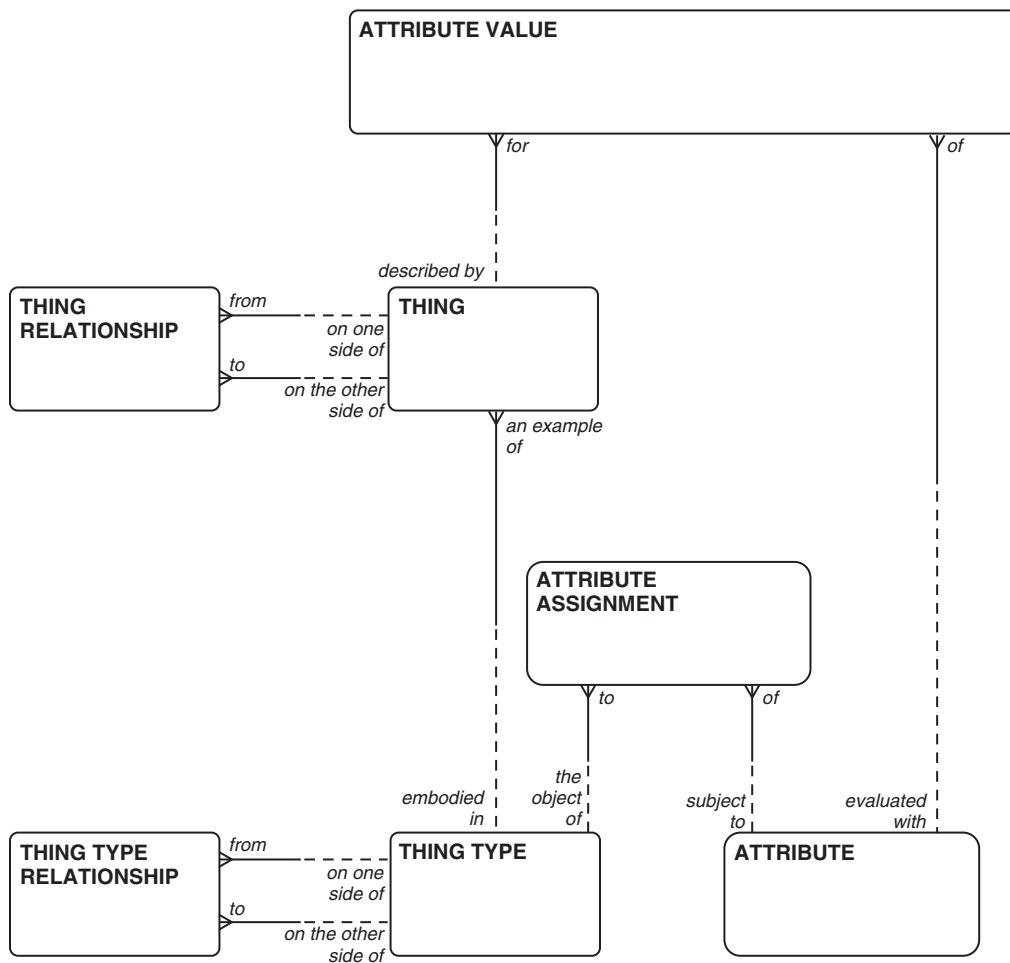 ATTRIBUTE VALUE
for
of
described by
THING
RELATIONSHIP
from
on one
side of
to
on the other
side of
THING
an example
of
ATTRIBUTE
ASSIGNMENT
to
of
embodied
in
the
object
of
subject
to
evaluated
with
THING TYPE
RELATIONSHIP
from
on one
side of
to
on the other
side of
THING TYPE
ATTRIBUTE